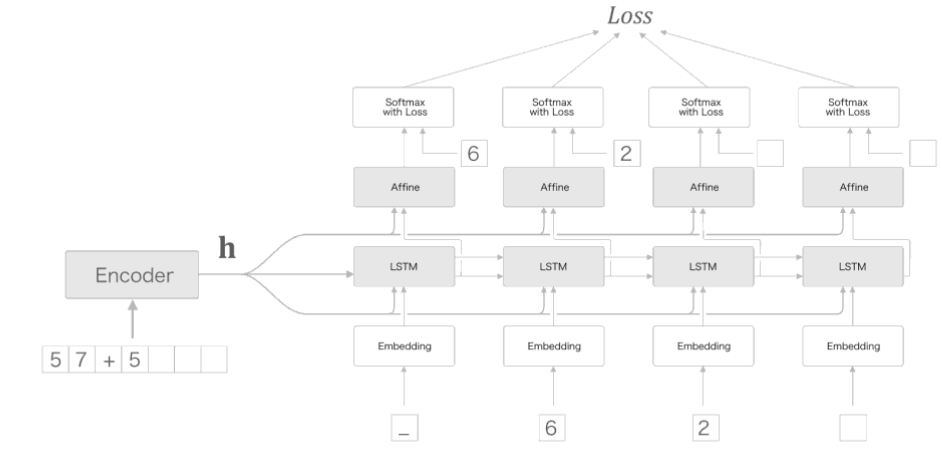 Loss
Softmax with Loss Softmax with Loss Softmax with Loss Softmax with Loss
6 2
Affine Affine Affine Affine
h
Encoder LSTM LSTM LSTM LSTM
5 7 + 5
Embedding Embedding Embedding Embedding
_ 6 2